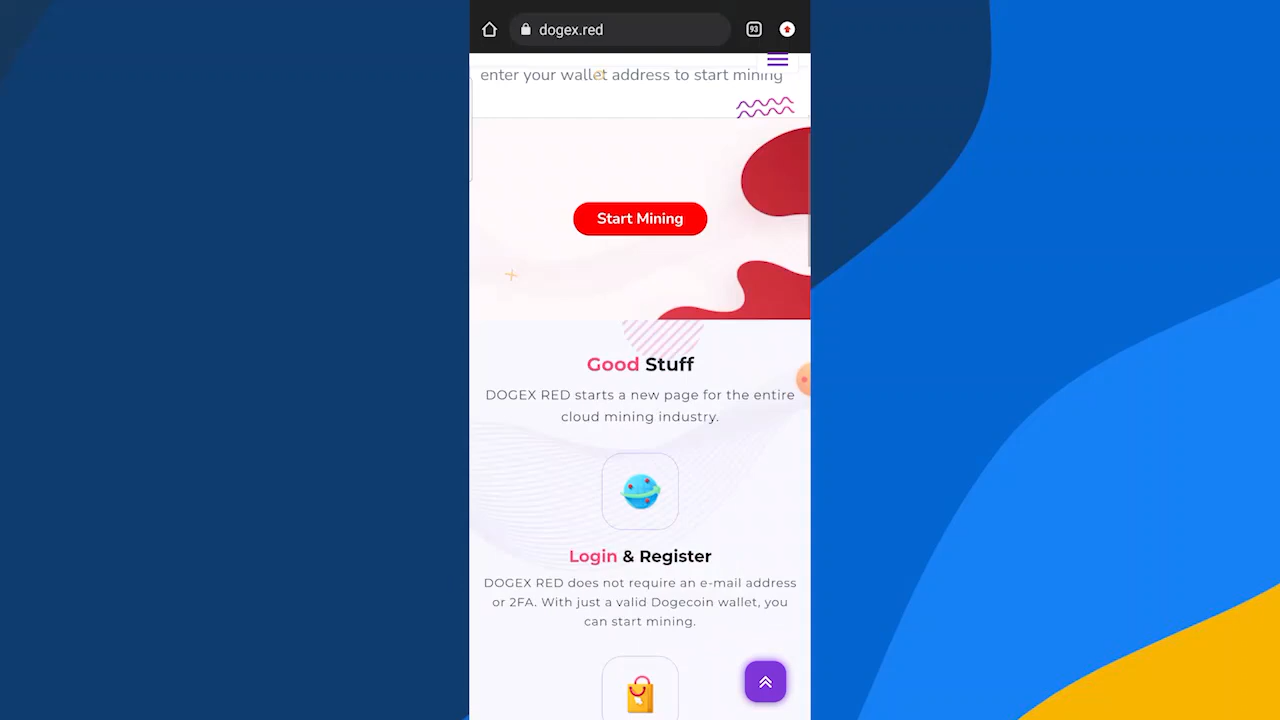 dogex.red
93
enter your wallet address to start mining
Start Mining
Good Stuff
DOGEX RED starts a new page for the entire
cloud mining industry.
Login & Register
DOGEX RED does not require an e-mail address
or 2FA. With just a valid Dogecoin wallet, you
can start mining.